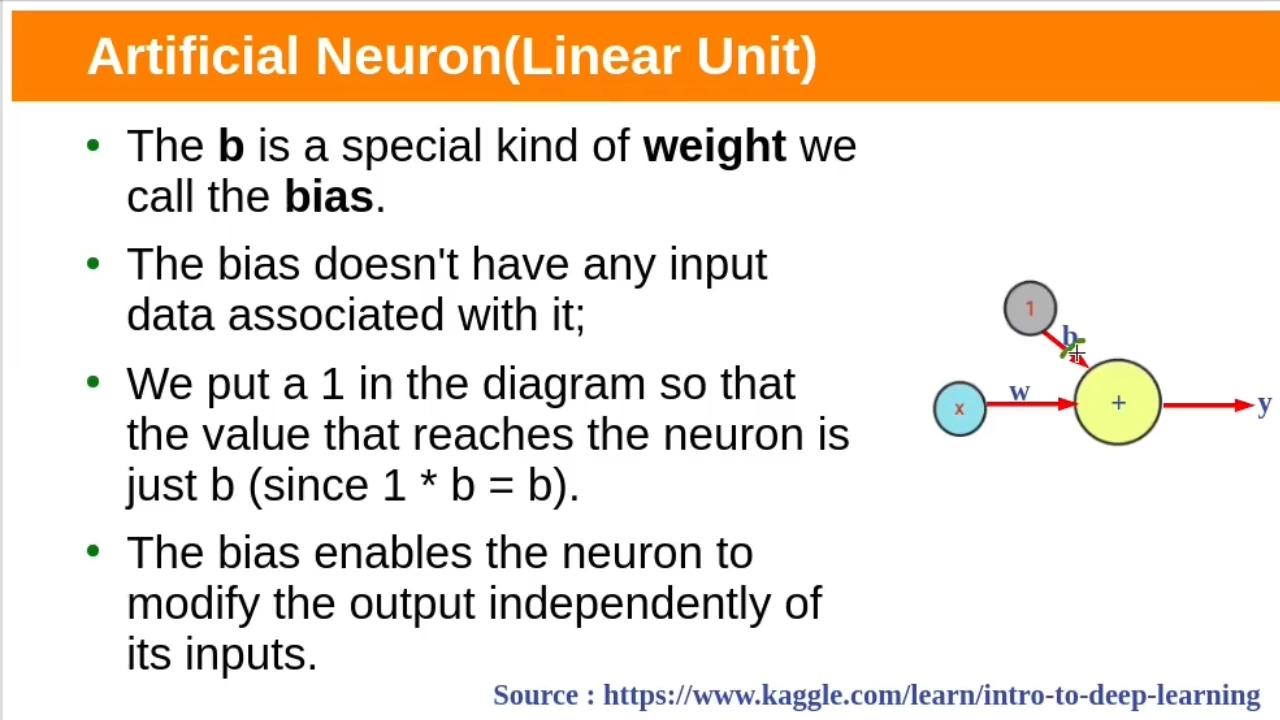 Artificial Neuron(Linear Unit)
The b is a special kind of weight we
call the bias.
The bias doesn't have any input
data associated with it;
We put a 1 in the diagram so that
the value that reaches the neuron is
just b (since 1 * b = b).
The bias enables the neuron to
modify the output independently of
its inputs.
1
b
x
w
+
y
Source : https://www.kaggle.com/learn/intro-to-deep-learning